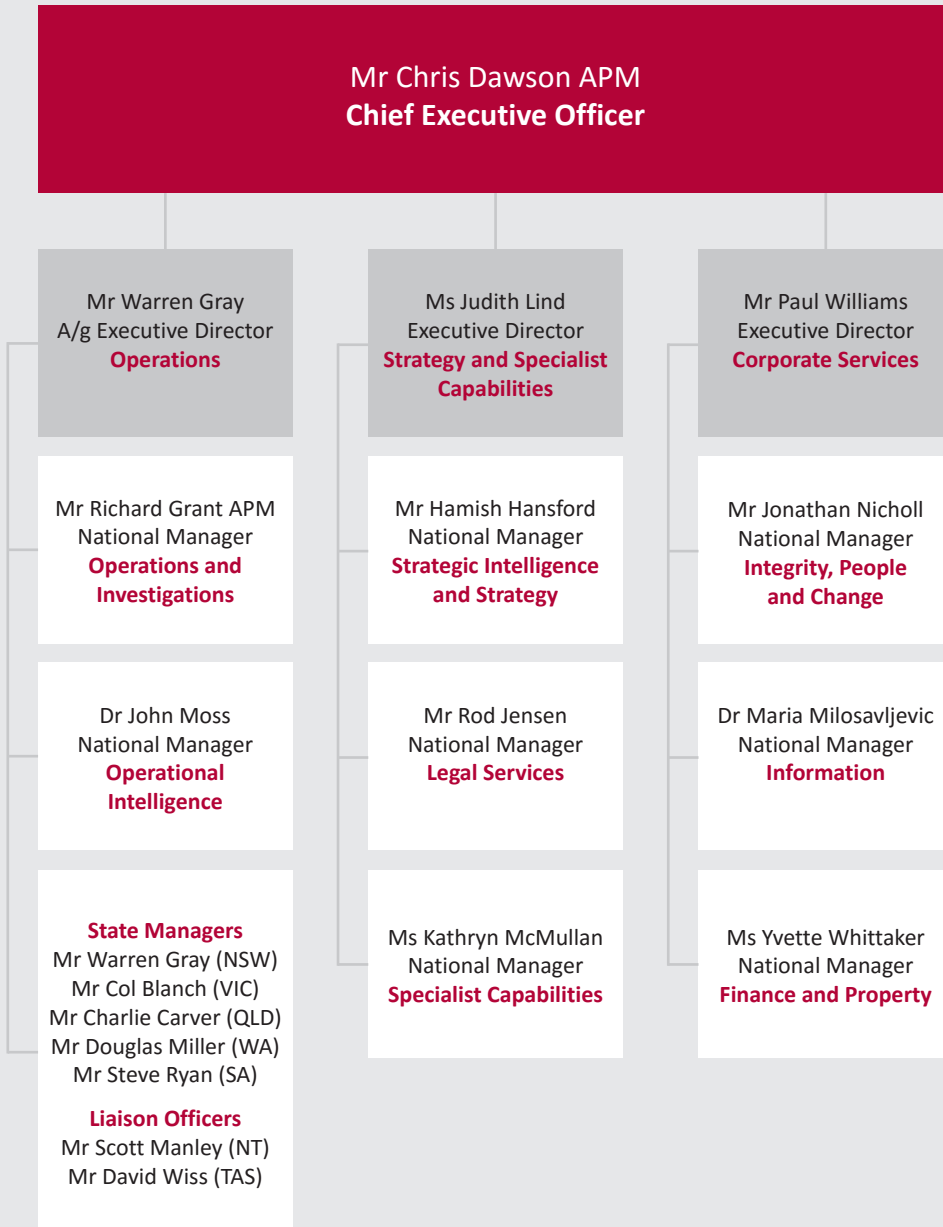 Mr Chris Dawson APM
Chief Executive Officer
Mr Warren Gray
A/g Executive Director
Operations
Mr Richard Grant APM
National Manager
Operations and
Investigations
Dr John Moss
National Manager
Operational
Intelligence
State Managers
Mr Warren Gray (NSW)
Mr Col Blanch (VIC)
Mr Charlie Carver (QLD)
Mr Douglas Miller (WA)
Mr Steve Ryan (SA)
Liaison Officers
Mr Scott Manley (NT)
Mr David Wiss (TAS)
Ms Judith Lind
Executive Director
Strategy and Specialist
Capabilities
Mr Hamish Hansford
National Manager
Strategic Intelligence
and Strategy
Mr Rod Jensen
National Manager
Legal Services
Ms Kathryn McMullan
National Manager
Specialist Capabilities
Mr Paul Williams
Executive Director
Corporate Services
Mr Jonathan Nicholl
National Manager
Integrity, People
and Change
Dr Maria Milosavljevic
National Manager
Information
Ms Yvette Whittaker
National Manager
Finance and Property